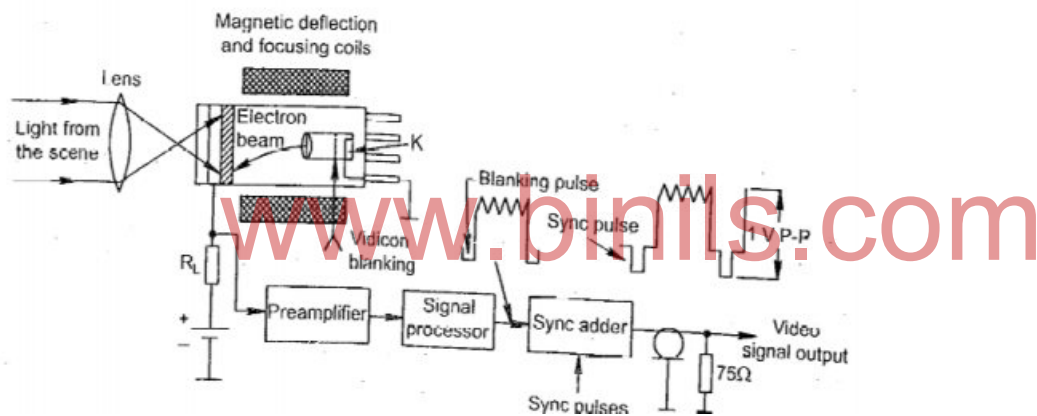 Magnetic deflection
and focusing coils
Lens
Light from
the scene
Electron
beam
K
Blanking pulse
Sync pulse
1 V P-P
www.binils.com
Vidicon
blanking
RL
+
−
Preamplifier
Signal
processor
Sync adder
Video
signal output
75Ω
Sync pulses